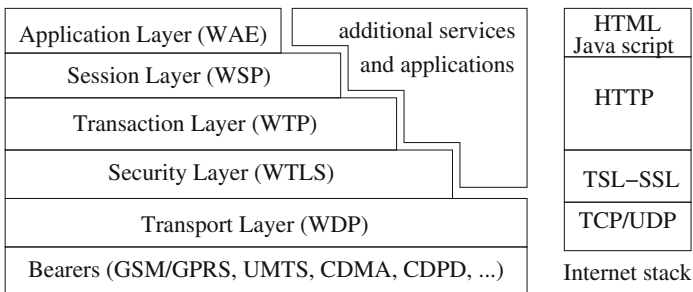 Application Layer (WAE)
additional services
and applications
Session Layer (WSP)
Transaction Layer (WTP)
Security Layer (WTLS)
Transport Layer (WDP)
Bearers (GSM/GPRS, UMTS, CDMA, CDPD, ...)
HTML
Java script
HTTP
TSL−SSL
TCP/UDP
Internet stack